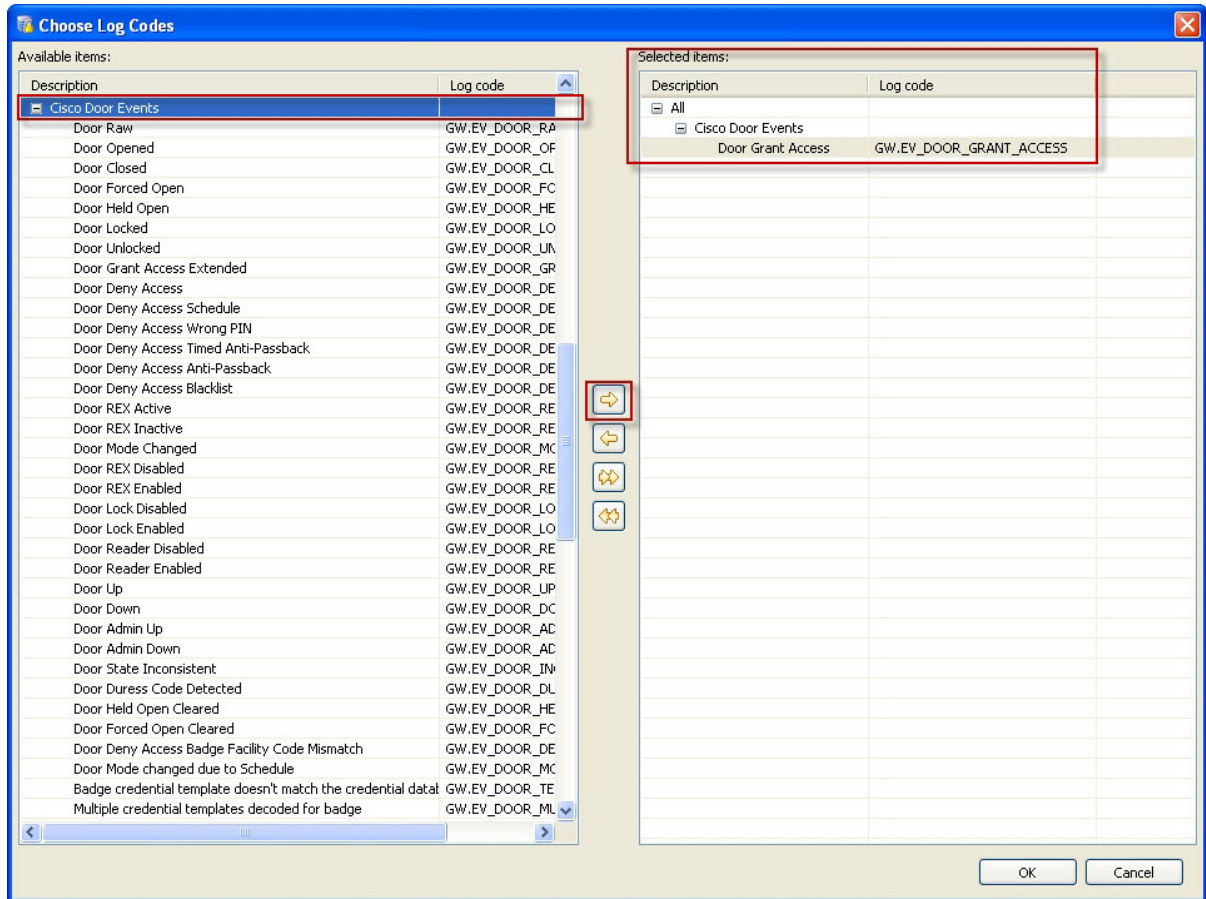 Choose Log Codes
Available items:
Description Log code
Cisco Door Events
Door Raw GW.EV_DOOR_RA
Door Opened GW.EV_DOOR_OP
Door Closed GW.EV_DOOR_CL
Door Forced Open GW.EV_DOOR_FO
Door Held Open GW.EV_DOOR_HE
Door Locked GW.EV_DOOR_LO
Door Unlocked GW.EV_DOOR_UN
Door Grant Access Extended GW.EV_DOOR_GR
Door Deny Access GW.EV_DOOR_DE
Door Deny Access Schedule GW.EV_DOOR_DE
Door Deny Access Wrong PIN GW.EV_DOOR_DE
Door Deny Access Timed Anti-Passback GW.EV_DOOR_DE
Door Deny Access Anti-Passback GW.EV_DOOR_DE
Door Deny Access Blacklist GW.EV_DOOR_DE
Door REX Active GW.EV_DOOR_RE
Door REX Inactive GW.EV_DOOR_RE
Door Mode Changed GW.EV_DOOR_MO
Door REX Disabled GW.EV_DOOR_RE
Door REX Enabled GW.EV_DOOR_RE
Door Lock Disabled GW.EV_DOOR_LO
Door Lock Enabled GW.EV_DOOR_LO
Door Reader Disabled GW.EV_DOOR_RE
Door Reader Enabled GW.EV_DOOR_RE
Door Up GW.EV_DOOR_UP
Door Down GW.EV_DOOR_DO
Door Admin Up GW.EV_DOOR_AD
Door Admin Down GW.EV_DOOR_AD
Door State Inconsistent GW.EV_DOOR_IN
Door Duress Code Detected GW.EV_DOOR_DU
Door Held Open Cleared GW.EV_DOOR_HE
Door Forced Open Cleared GW.EV_DOOR_FO
Door Deny Access Badge Facility Code Mismatch GW.EV_DOOR_DE
Door Mode changed due to Schedule GW.EV_DOOR_MO
Badge credential template doesn't match the credential datab GW.EV_DOOR_TE
Multiple credential templates decoded for badge GW.EV_DOOR_MU
Selected items:
Description Log code
All
Cisco Door Events
Door Grant Access GW.EV_DOOR_GRANT_ACCESS
OK Cancel